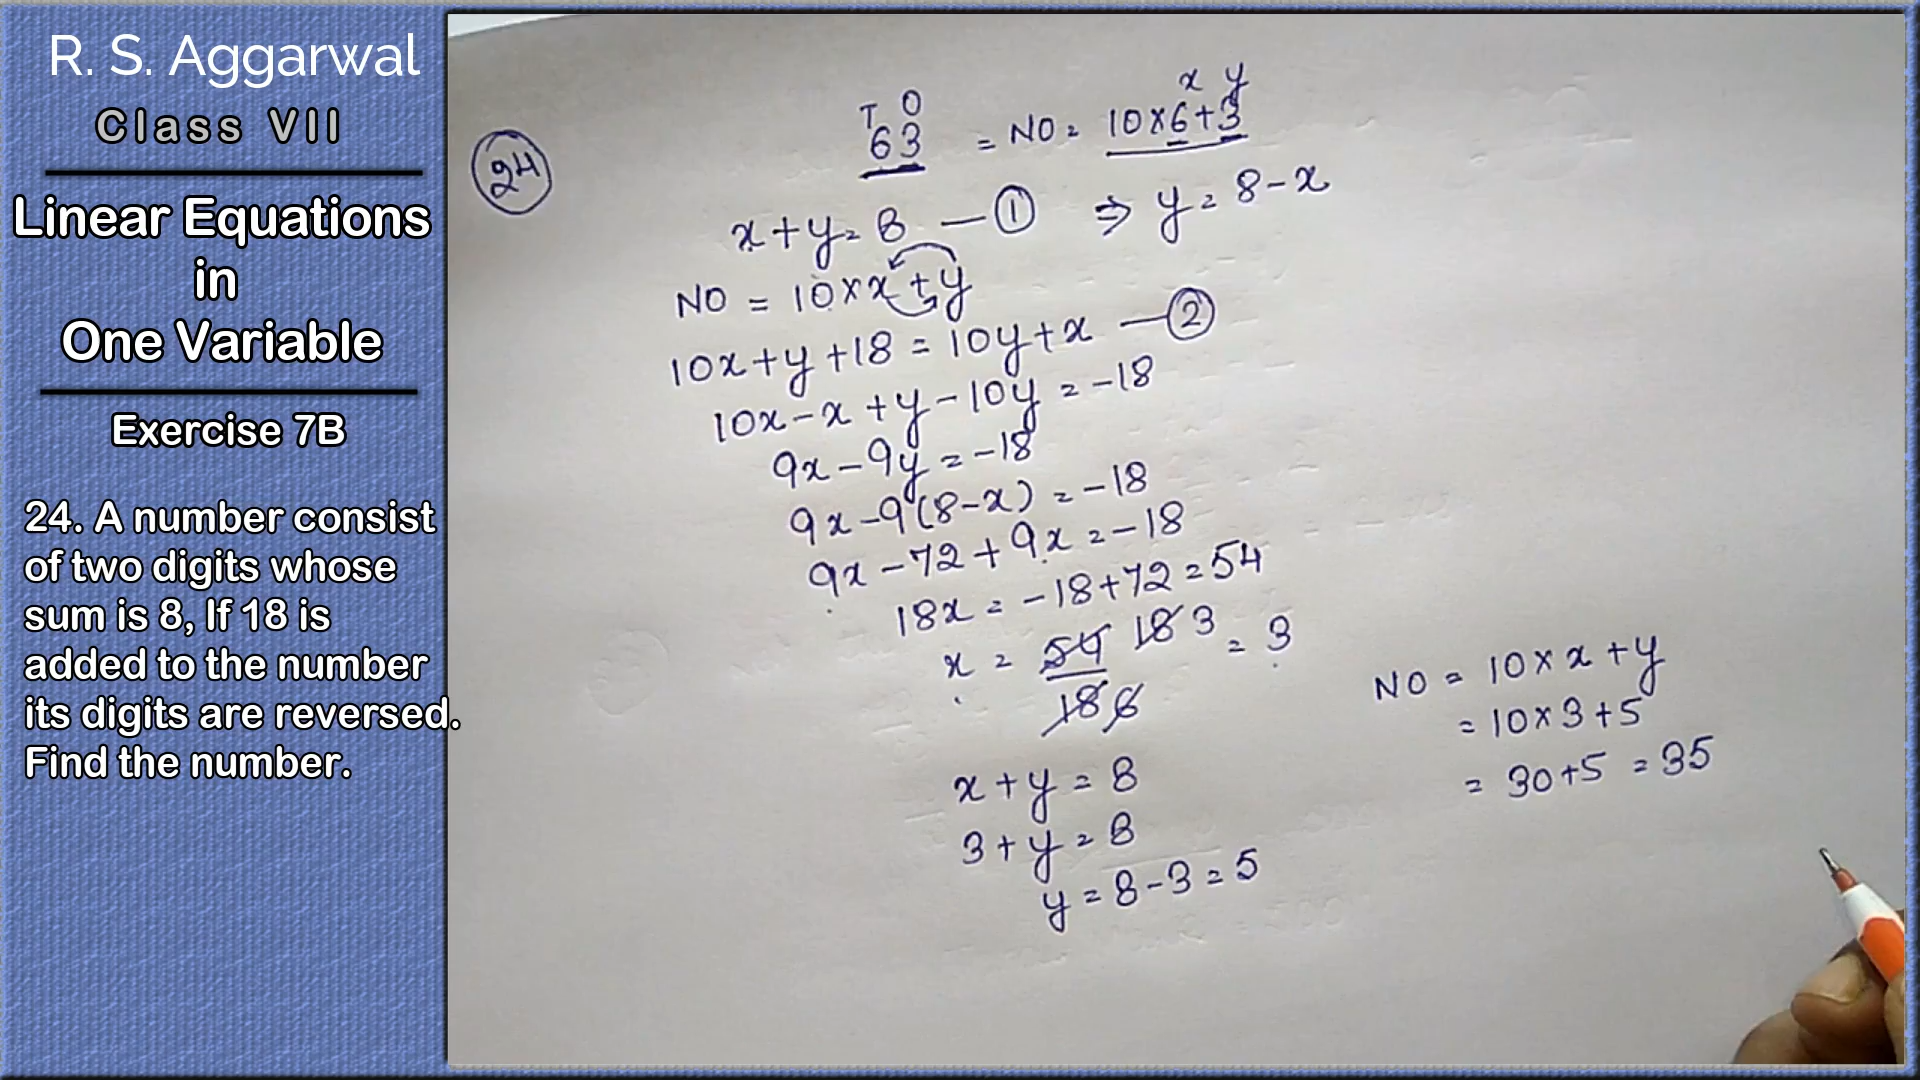 R. S. Aggarwal
Class VII
Linear Equations
in
One Variable
Exercise 7B
24. A number consist
of two digits whose
sum is 8, If 18 is
added to the number
its digits are reversed.
Find the number.
24
T O
x y
63 = NO = 10×6+3
x+y=8 — ① ⇒ y=8-x
NO = 10×x+y
10x+y+18=10y+x — ②
10x-x+y-10y=-18
9x-9y=-18
9x-9(8-x)=-18
9x-72+9x=-18
18x=-18+72=54
x = 54 18 3 = 3
18 6
x+y=8
3+y=8
y=8-3=5
NO = 10×x+y
=10×3+5
=30+5=35